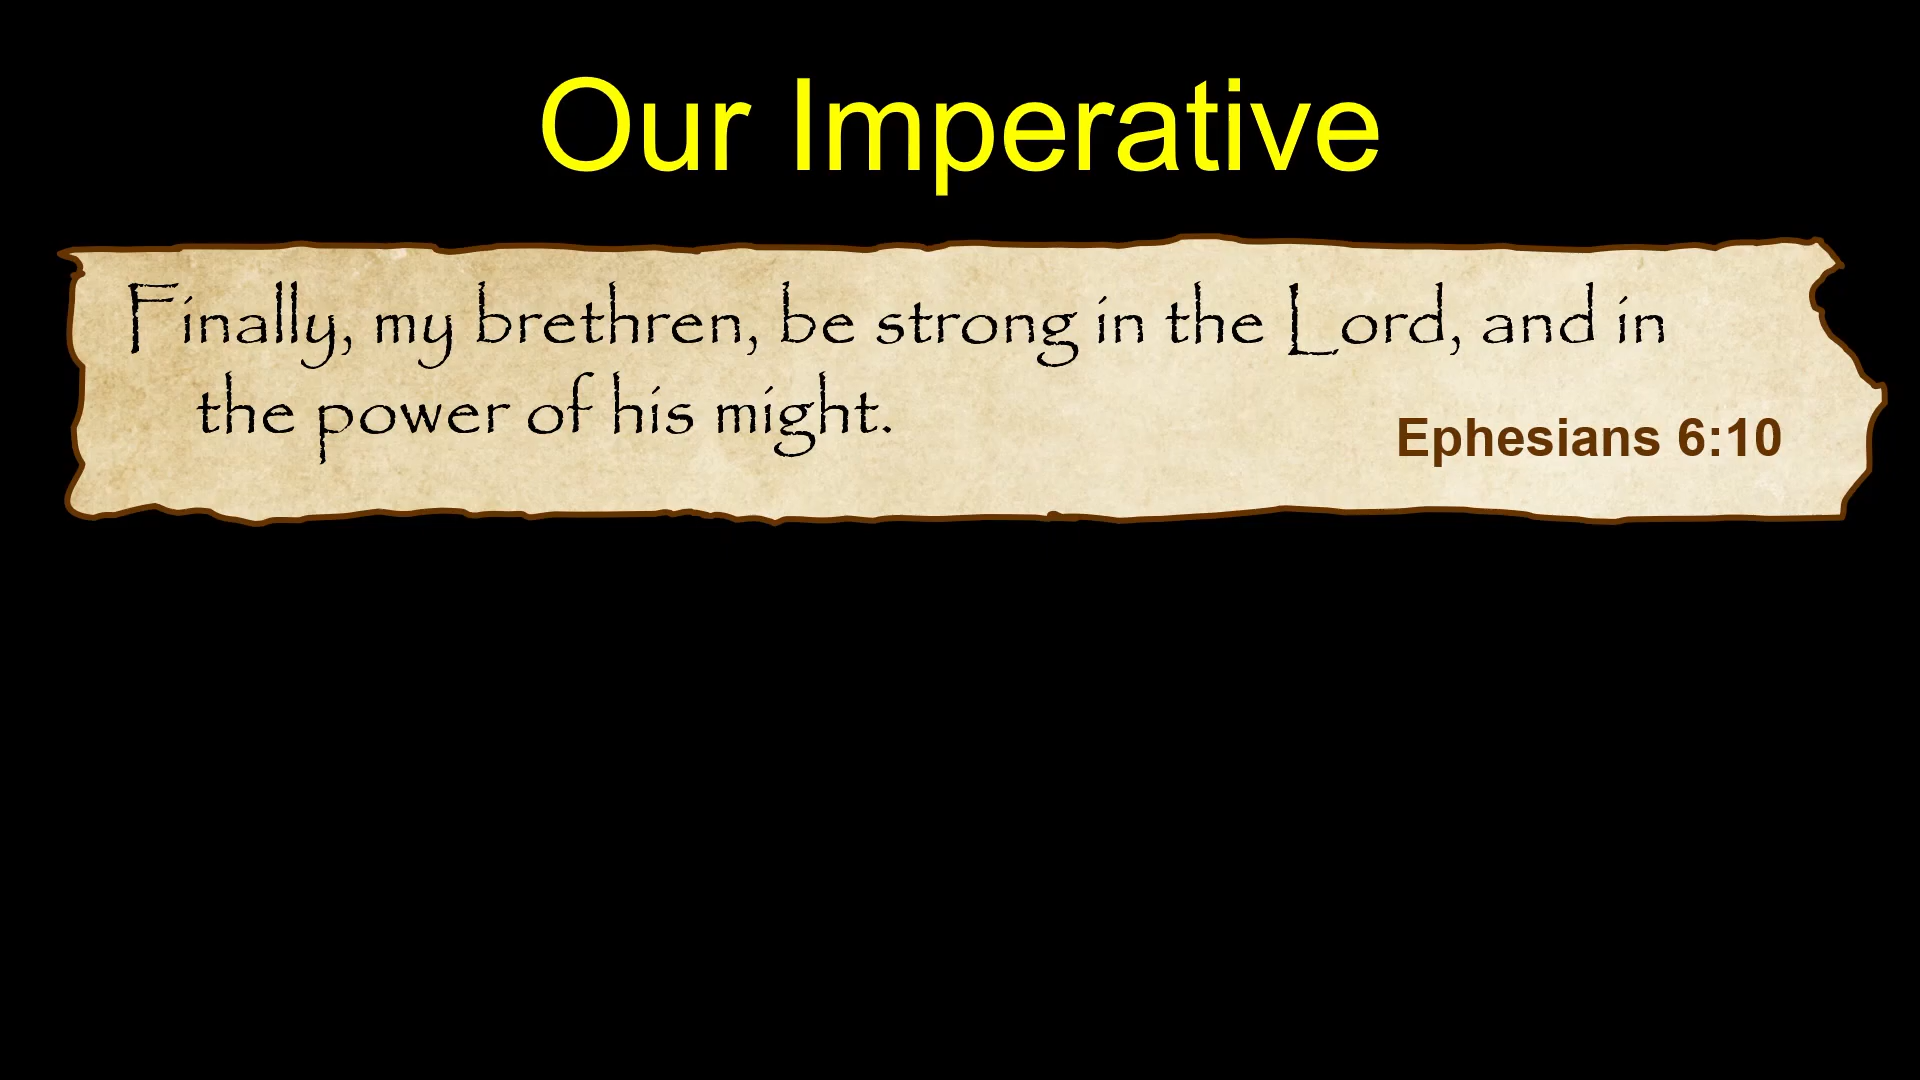 Our Imperative
Finally, my brethren, be strong in the Lord, and in
the power of his might.
Ephesians 6:10